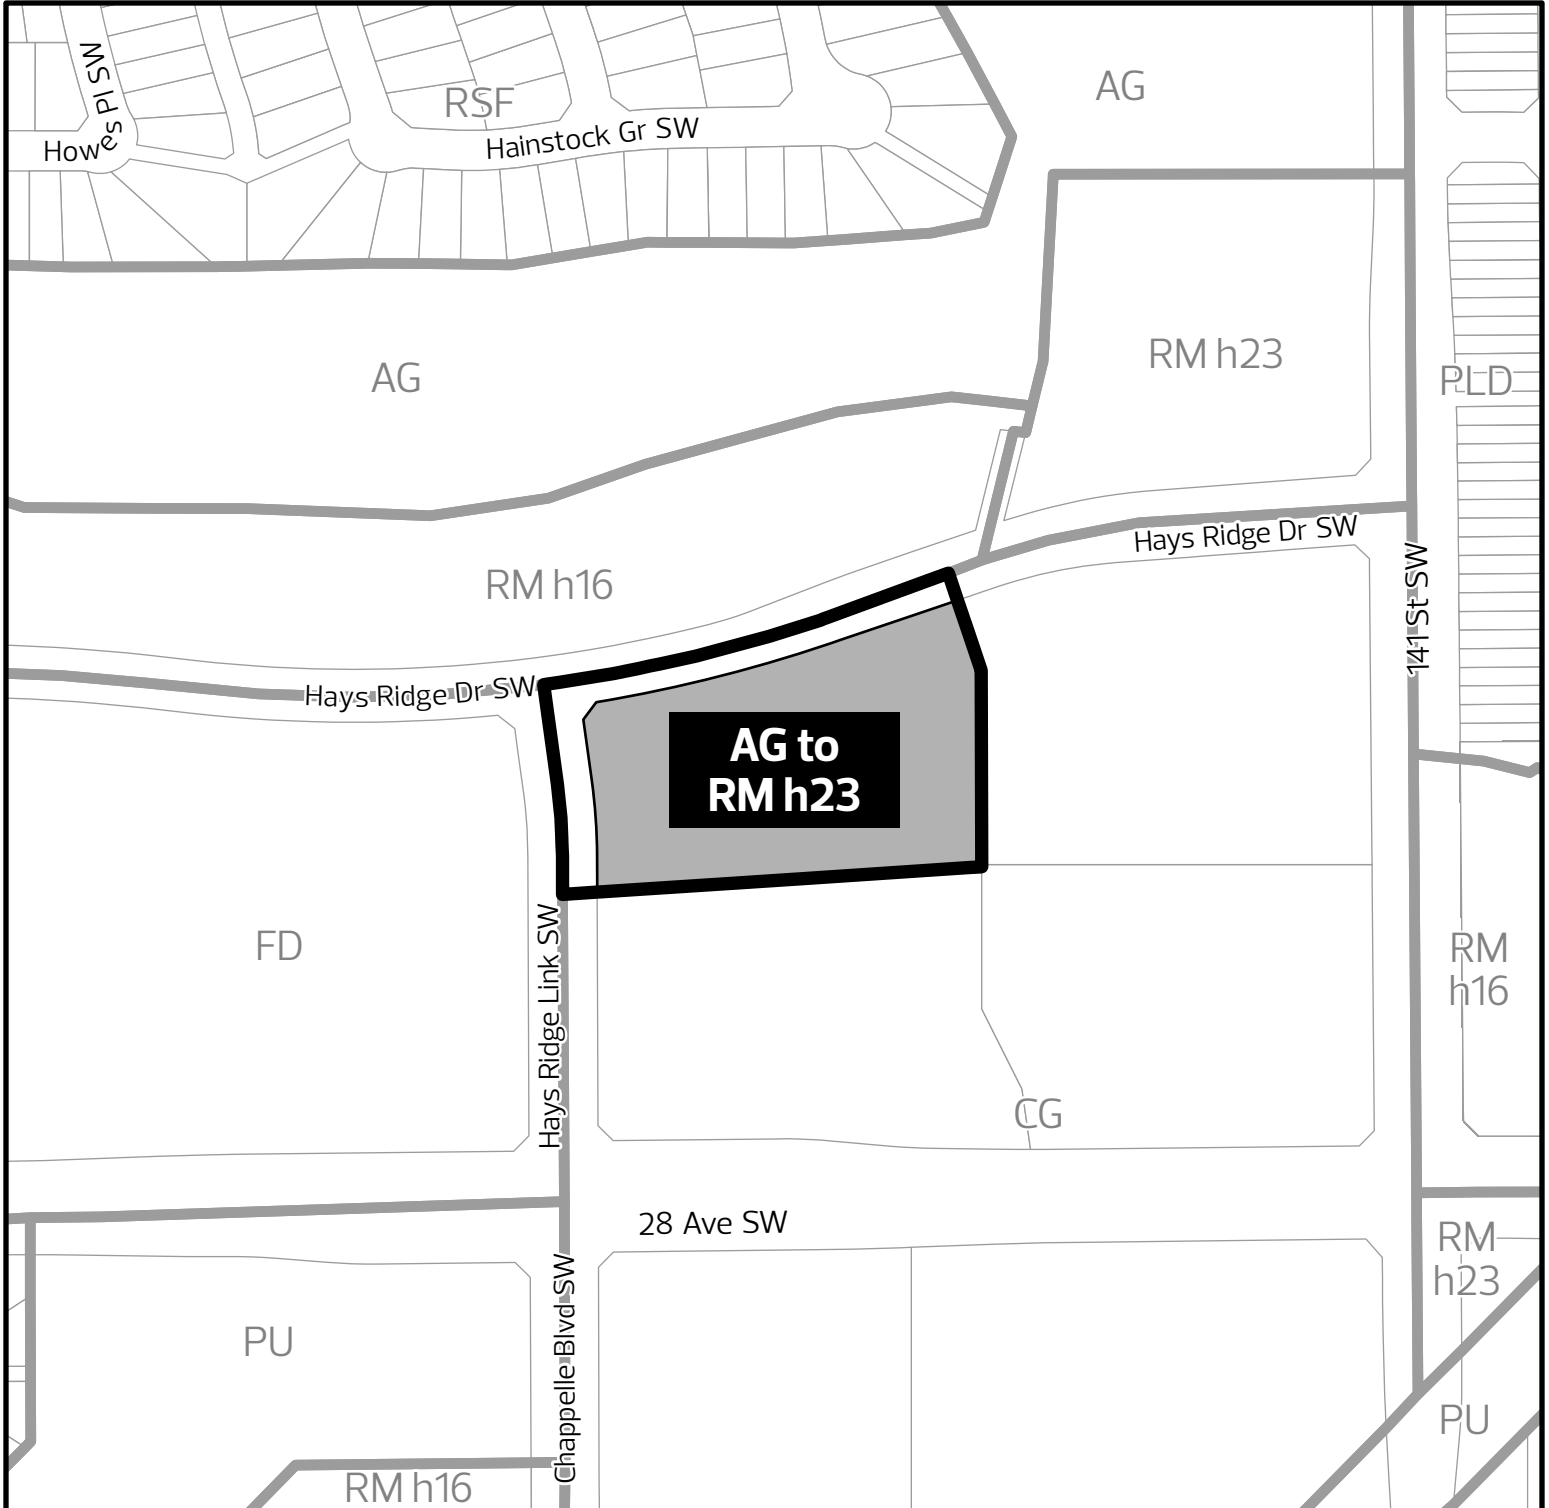 Howes Pl SW
RSF
Hainstock Gr SW
AG
AG
RM h23
PLD
RM h16
Hays Ridge Dr SW
141 St SW
Hays Ridge Dr SW
AG to
RM h23
FD
Hays Ridge Link SW
RM
h16
CG
28 Ave SW
RM
h23
PU
Chappelle Blvd SW
PU
RM h16